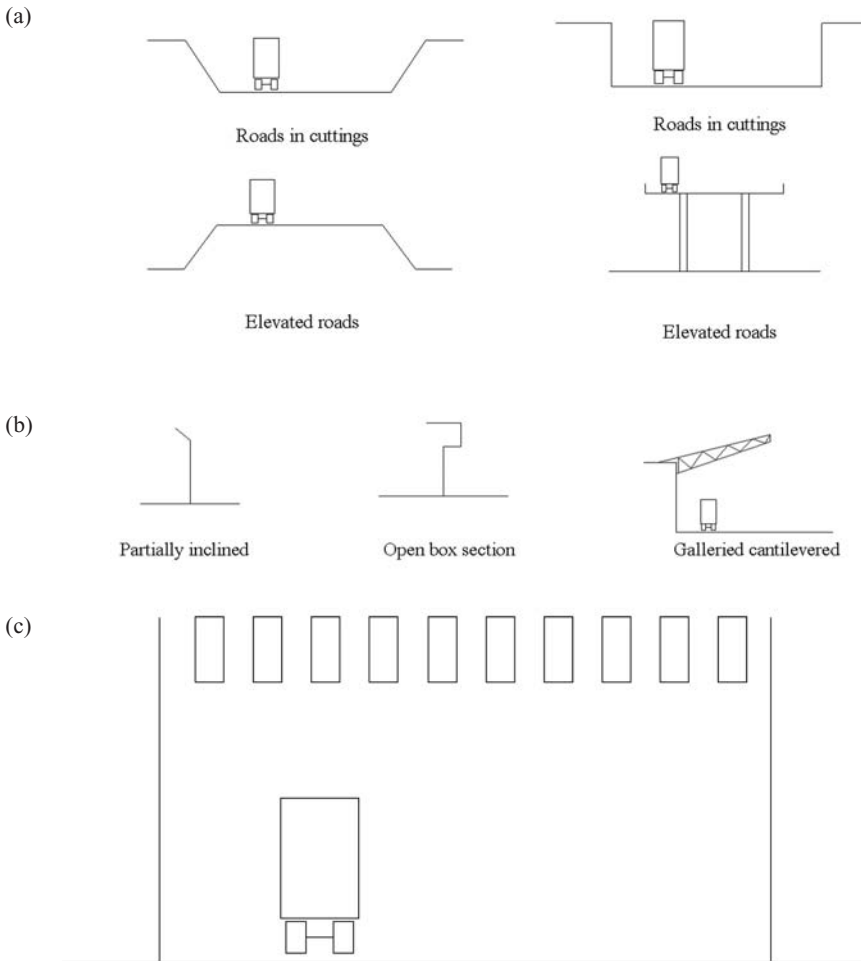 (a)
Roads in cuttings
Roads in cuttings
Elevated roads
Elevated roads
(b)
Partially inclined
Open box section
Galleried cantilevered
(c)